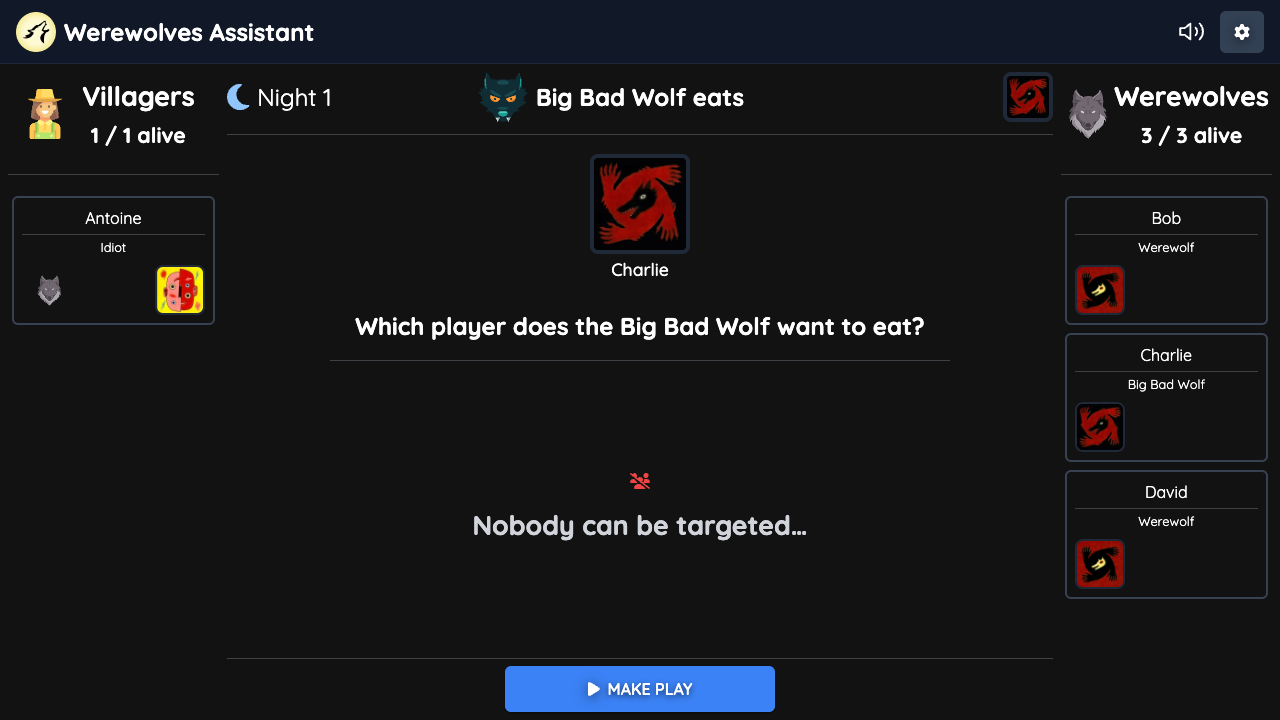 Werewolves Assistant
Villagers
1 / 1 alive
Night 1
Big Bad Wolf eats
Werewolves
3 / 3 alive
Antoine
Idiot
Charlie
Which player does the Big Bad Wolf want to eat?
Nobody can be targeted...
MAKE PLAY
Bob
Werewolf
Charlie
Big Bad Wolf
David
Werewolf